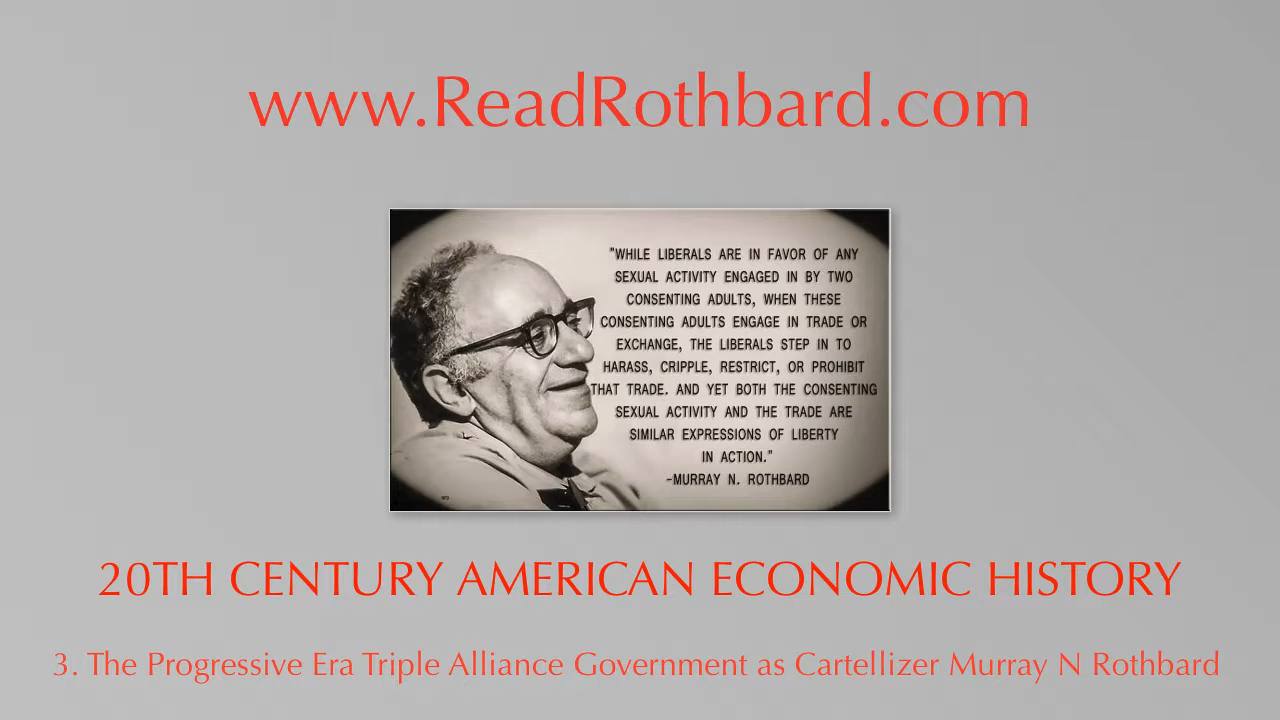 www.ReadRothbard.com
"WHILE LIBERALS ARE IN FAVOR OF ANY
SEXUAL ACTIVITY ENGAGED IN BY TWO
CONSENTING ADULTS, WHEN THESE
CONSENTING ADULTS ENGAGE IN TRADE OR
EXCHANGE, THE LIBERALS STEP IN TO
HARASS, CRIPPLE, RESTRICT, OR PROHIBIT
THAT TRADE. AND YET BOTH THE CONSENTING
SEXUAL ACTIVITY AND THE TRADE ARE
SIMILAR EXPRESSIONS OF LIBERTY
IN ACTION."
-MURRAY N. ROTHBARD
20TH CENTURY AMERICAN ECONOMIC HISTORY
3. The Progressive Era Triple Alliance Government as Cartellizer Murray N Rothbard